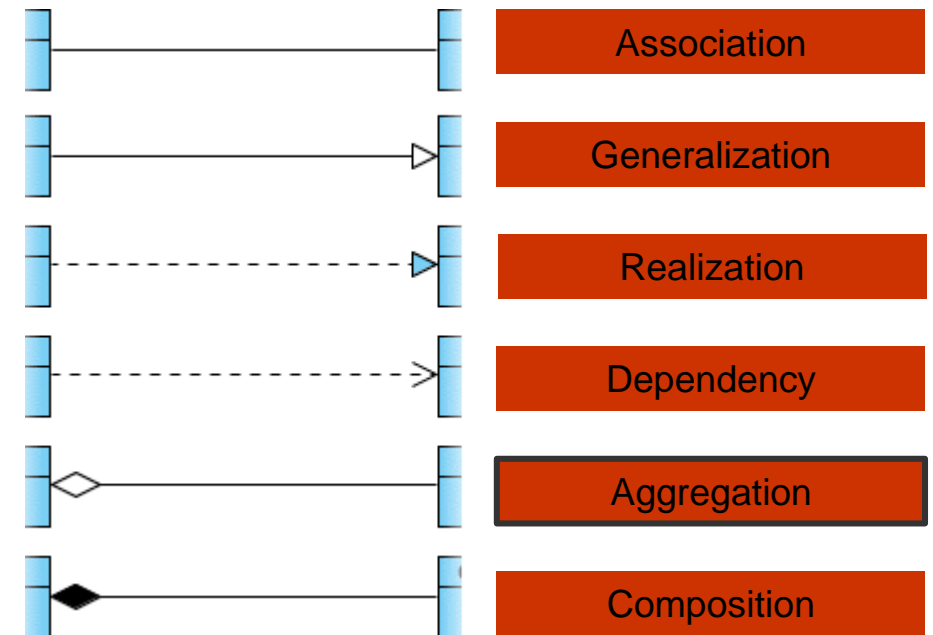 Association
Generalization
Realization
Dependency
Aggregation
Composition